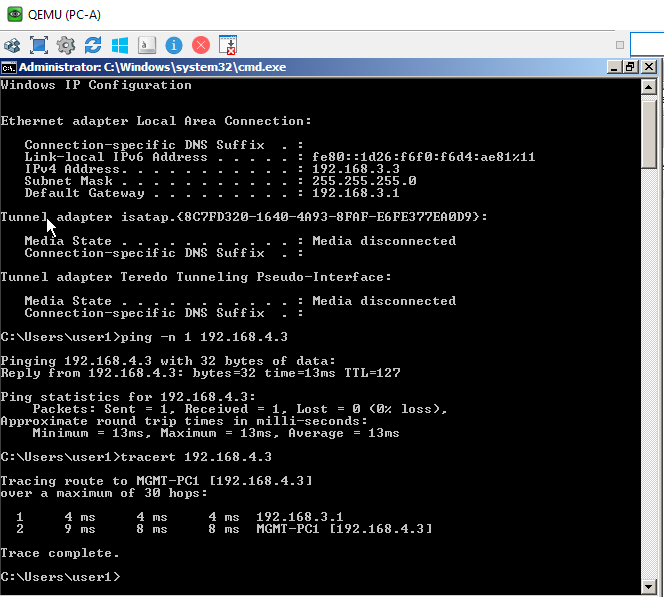 QEMU (PC-A)
Administrator: C:\Windows\system32\cmd.exe
Windows IP Configuration
Ethernet adapter Local Area Connection:
Connection-specific DNS Suffix . :
Link-local IPv6 Address . . . . . : fe80::1d26:f6f0:f6d4:ae81%11
IPv4 Address. . . . . . . . . . . : 192.168.3.3
Subnet Mask . . . . . . . . . . . : 255.255.255.0
Default Gateway . . . . . . . . . : 192.168.3.1
Tunnel adapter isatap.{8C7FD320-1640-4A93-8FAF-E6FE377EA0D9}:
Media State . . . . . . . . . . . : Media disconnected
Connection-specific DNS Suffix . :
Tunnel adapter Teredo Tunneling Pseudo-Interface:
Media State . . . . . . . . . . . : Media disconnected
Connection-specific DNS Suffix . :
C:\Users\user1>ping -n 1 192.168.4.3
Pinging 192.168.4.3 with 32 bytes of data:
Reply from 192.168.4.3: bytes=32 time=13ms TTL=127
Ping statistics for 192.168.4.3:
Packets: Sent = 1, Received = 1, Lost = 0 (0% loss),
Approximate round trip times in milli-seconds:
Minimum = 13ms, Maximum = 13ms, Average = 13ms
C:\Users\user1>tracert 192.168.4.3
Tracing route to MGMT-PC1 [192.168.4.3]
over a maximum of 30 hops:
1 4 ms 4 ms 4 ms 192.168.3.1
2 9 ms 8 ms 8 ms MGMT-PC1 [192.168.4.3]
Trace complete.
C:\Users\user1>